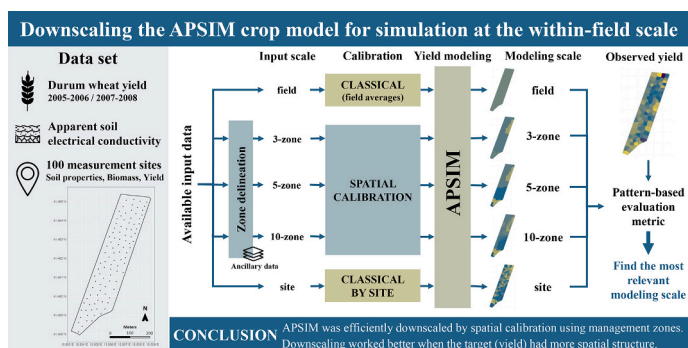 Downscaling the APSIM crop model for simulation at the within-field scale
Data set
Durum wheat yield
2005-2006 / 2007-2008
Apparent soil
electrical conductivity
100 measurement sites
Soil properties, Biomass, Yield
N
Meters
0 100 200
Available input data
Input scale
Calibration
Yield modeling
Modeling scale
Observed yield
field
CLASSICAL
(field averages)
field
Zone delineation
3-zone
5-zone
10-zone
Ancillary data
SPATIAL
CALIBRATION
APSIM
3-zone
5-zone
10-zone
site
CLASSICAL
BY SITE
site
Pattern-based
evaluation
metric
Find the most
relevant
modeling scale
CONCLUSION
APSIM was efficiently downscaled by spatial calibration using management zones.
Downscaling worked better when the target (yield) had more spatial structure.